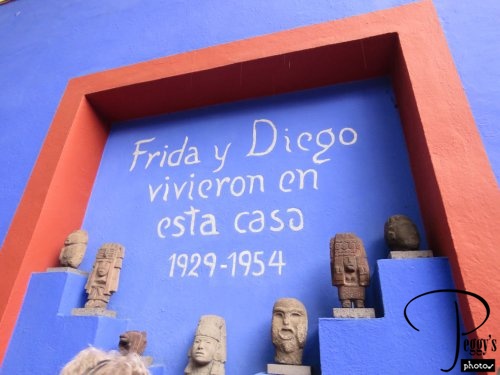 Frida y Diego
vivieron en
esta casa
1929-1954
Peggy's
photos